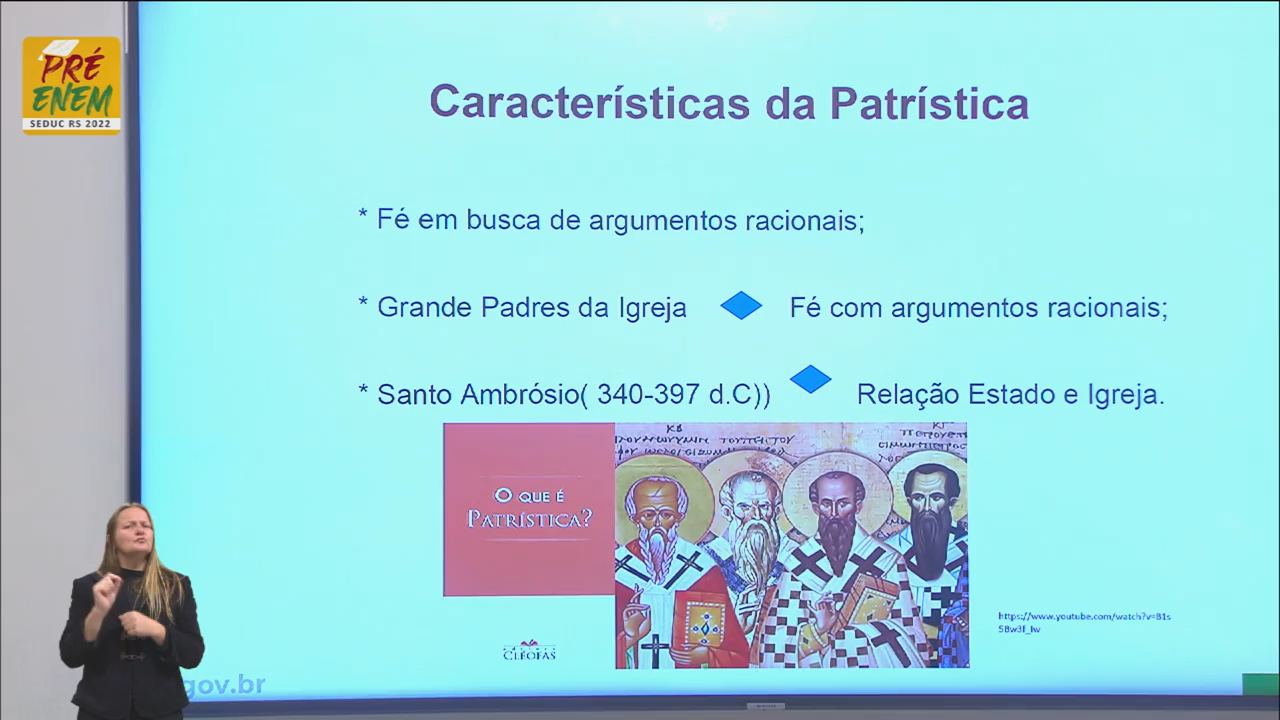 PRÉ
ENEM
SEDUC RS 2022
Características da Patrística
* Fé em busca de argumentos racionais;
* Grande Padres da Igreja Fé com argumentos racionais;
* Santo Ambrósio( 340-397 d.C)) Relação Estado e Igreja.
O QUE É
PATRÍSTICA?
CLÉOFAS
https://www.youtube.com/watch?v=B1s
5Bw3f_lw
gov.br